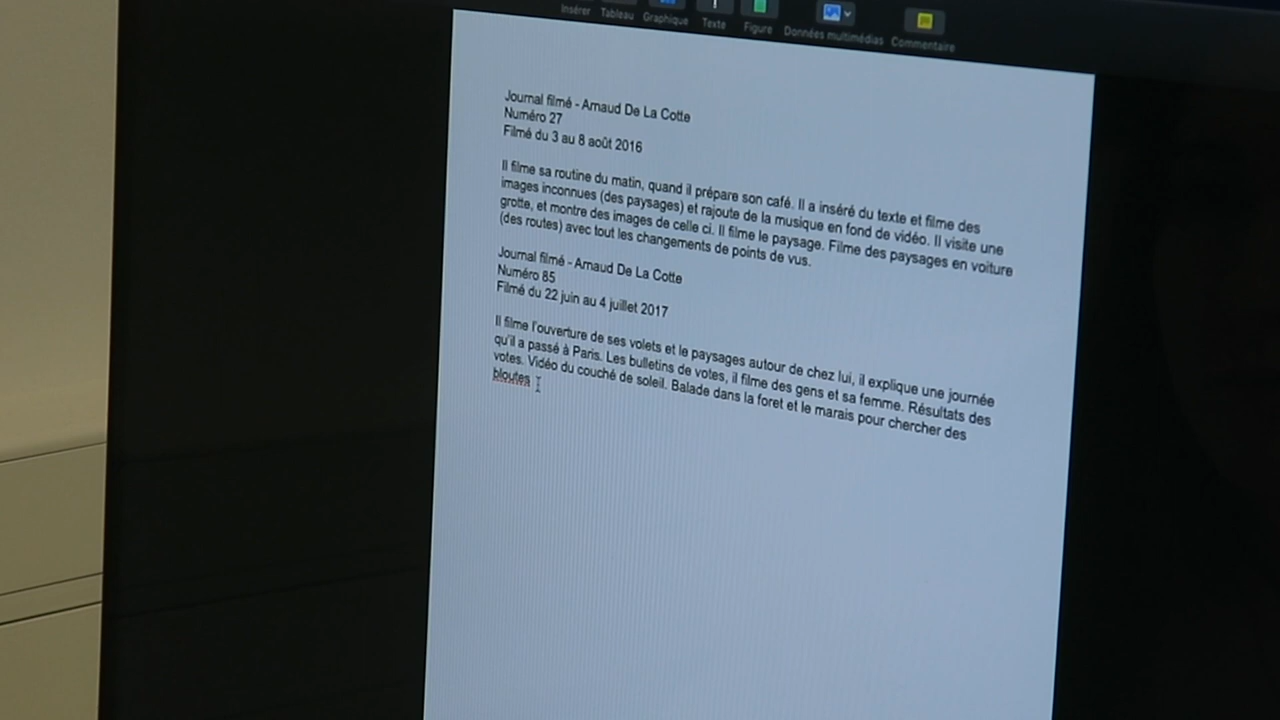 Insérer Tableau Graphique Texte Figure Données multimédias Commentaire
Journal filmé - Arnaud De La Cotte
Numéro 27
Filmé du 3 au 8 août 2016
Il filme sa routine du matin, quand il prépare son café. Il a inséré du texte et filme des
images inconnues (des paysages) et rajoute de la musique en fond de vidéo. Il visite une
grotte, et montre des images de celle ci. Il filme le paysage. Filme des paysages en voiture
(des routes) avec tout les changements de points de vus.
Journal filmé - Arnaud De La Cotte
Numéro 85
Filmé du 22 juin au 4 juillet 2017
Il filme l'ouverture de ses volets et le paysages autour de chez lui, il explique une journée
qu'il a passé à Paris. Les bulletins de votes, il filme des gens et sa femme. Résultats des
votes. Vidéo du couché de soleil. Balade dans la foret et le marais pour chercher des
bloutes